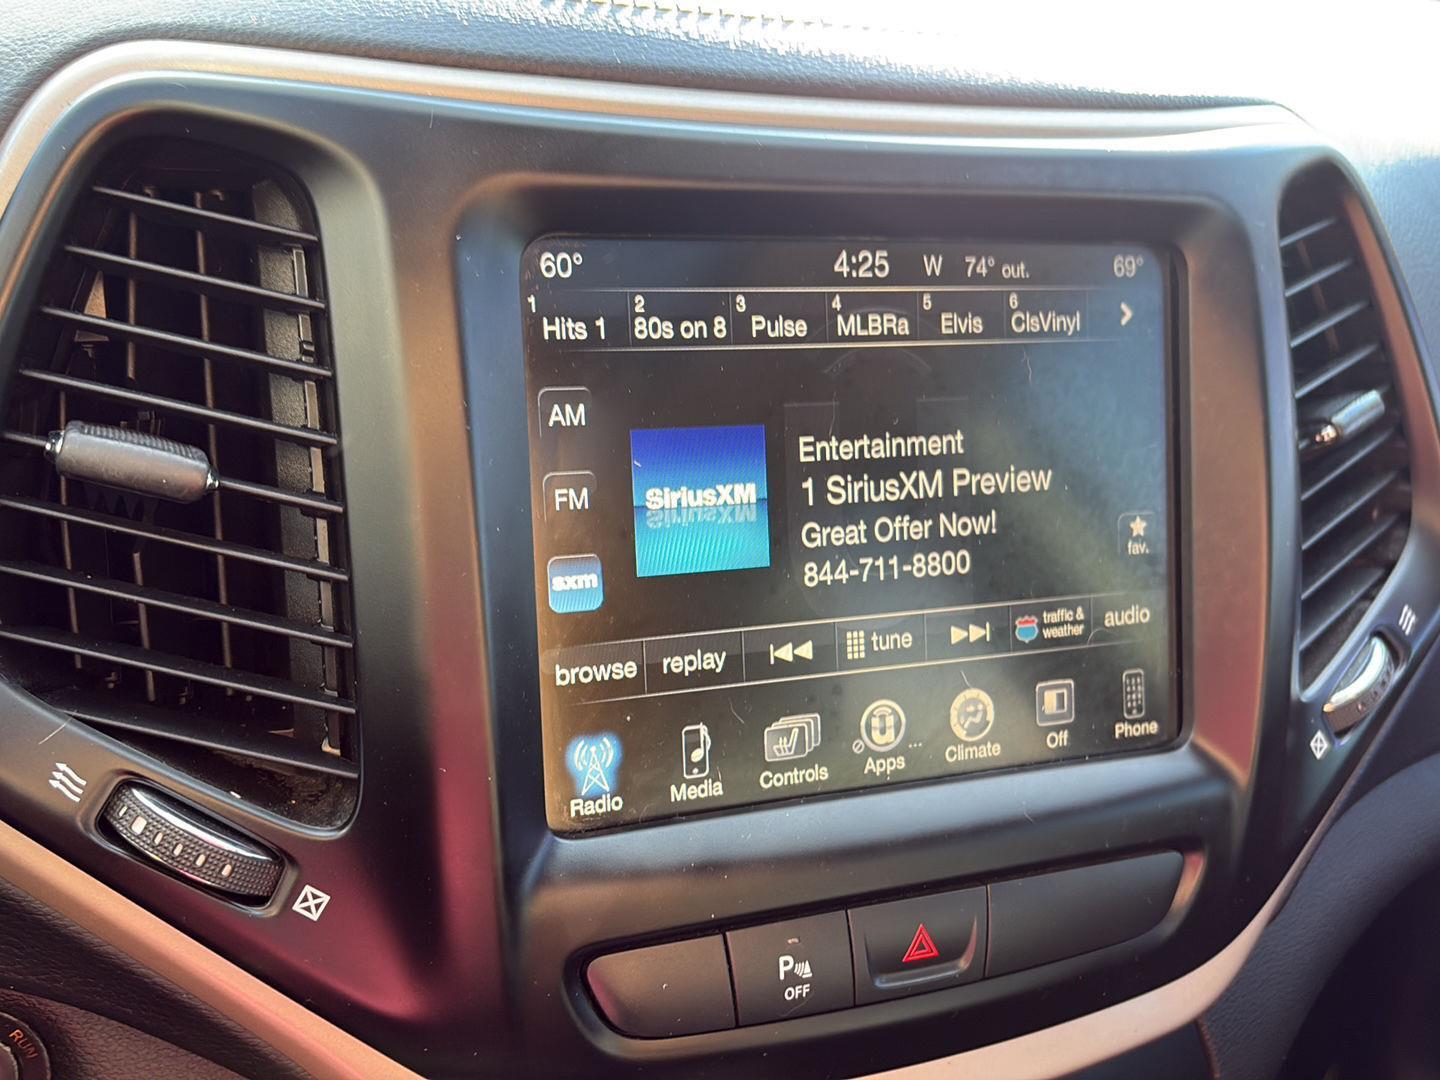 60° 4:25 W 74° out. 69°
1 Hits 1 2 80s on 8 3 Pulse 4 MLBRa 5 Elvis 6 ClsVinyl
AM
FM
sxm
SiriusXM
Entertainment
1 SiriusXM Preview
Great Offer Now!
844-711-8800
fav.
browse replay tune traffic & weather audio
Radio Media Controls Apps ... Climate Off Phone
P OFF
RUN